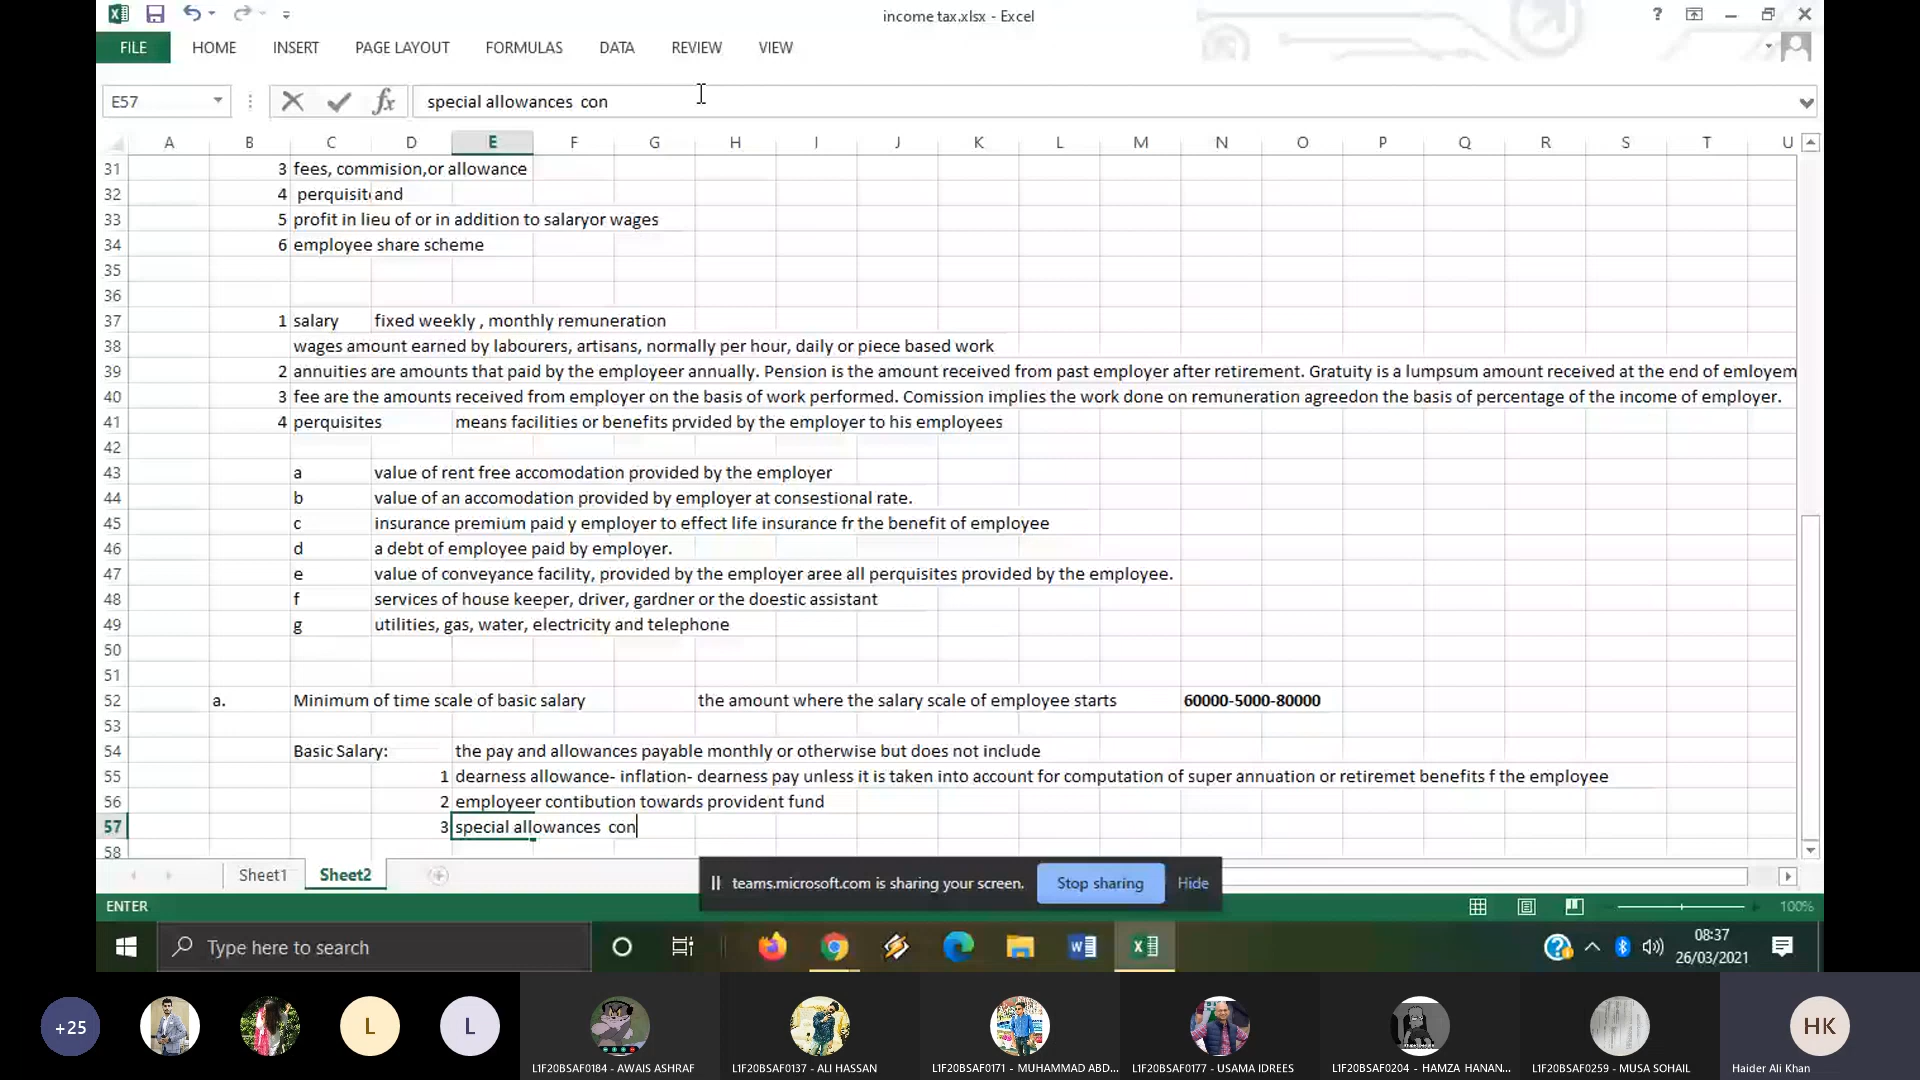 income tax.xlsx - Excel
?
FILE HOME INSERT PAGE LAYOUT FORMULAS DATA REVIEW VIEW
E57 fx special allowances con
A B C D E F G H I J K L M N O P Q R S T U
31 3 fees, commision,or allowance
32 4 perquisit and
33 5 profit in lieu of or in addition to salaryor wages
34 6 employee share scheme
35
36
37 1 salary fixed weekly , monthly remuneration
38 wages amount earned by labourers, artisans, normally per hour, daily or piece based work
39 2 annuities are amounts that paid by the employeer annually. Pension is the amount received from past employer after retirement. Gratuity is a lumpsum amount received at the end of emloyem
40 3 fee are the amounts received from employer on the basis of work performed. Comission implies the work done on remuneration agreedon the basis of percentage of the income of employer.
41 4 perquisites means facilities or benefits prvided by the employer to his employees
42
43 a value of rent free accomodation provided by the employer
44 b value of an accomodation provided by employer at consestional rate.
45 c insurance premium paid y employer to effect life insurance fr the benefit of employee
46 d a debt of employee paid by employer.
47 e value of conveyance facility, provided by the employer aree all perquisites provided by the employee.
48 f services of house keeper, driver, gardner or the doestic assistant
49 g utilities, gas, water, electricity and telephone
50
51
52 a. Minimum of time scale of basic salary the amount where the salary scale of employee starts 60000-5000-80000
53
54 Basic Salary: the pay and allowances payable monthly or otherwise but does not include
55 1 dearness allowance- inflation- dearness pay unless it is taken into account for computation of super annuation or retiremet benefits f the employee
56 2 employeer contibution towards provident fund
57 3 special allowances con
58
Sheet1 Sheet2
teams.microsoft.com is sharing your screen. Stop sharing Hide
ENTER 100%
Type here to search
08:37
26/03/2021
+25 L L HK
L1F20BSAF0184 - AWAIS ASHRAF L1F20BSAF0137 - ALI HASSAN L1F20BSAF0171 - MUHAMMAD ABD... L1F20BSAF0177 - USAMA IDREES L1F20BSAF0204 - HAMZA HANAN... L1F20BSAF0259 - MUSA SOHAIL Haider Ali Khan